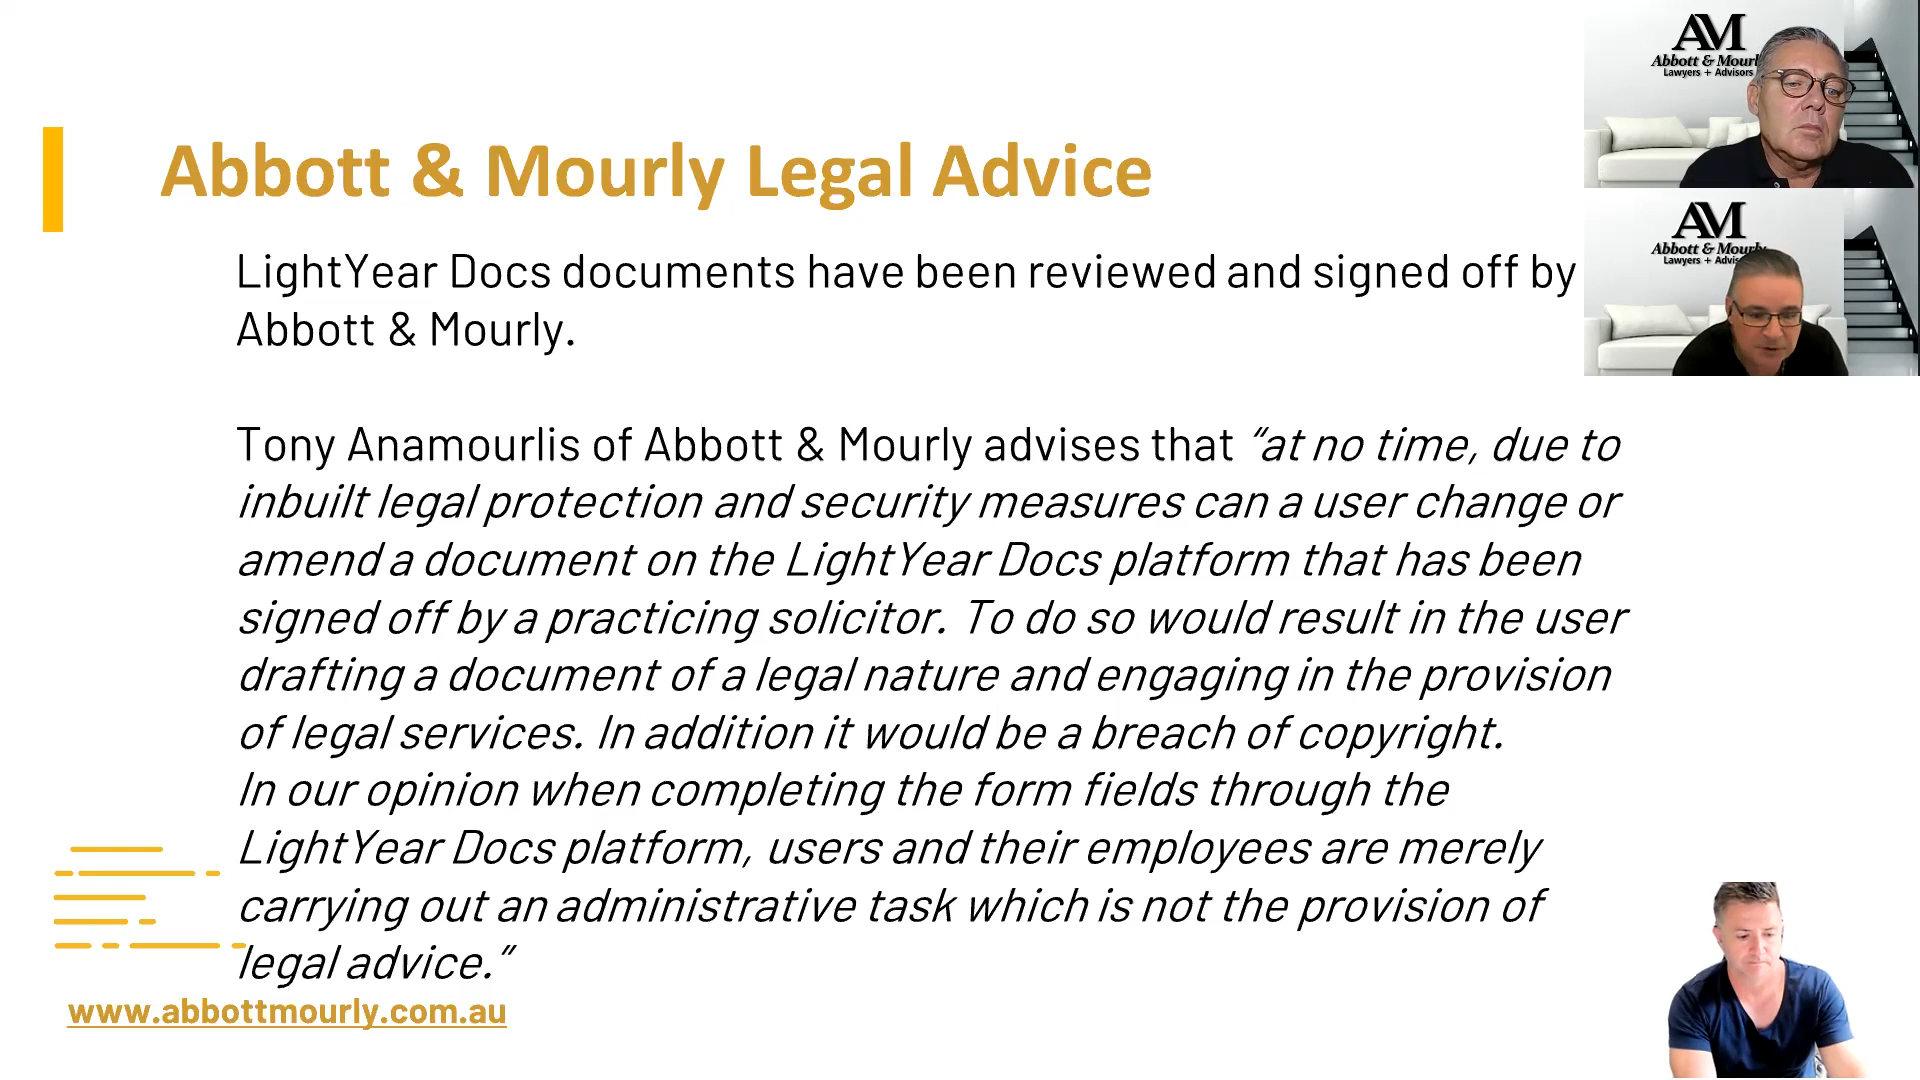 Abbott & Mourly Legal Advice
LightYear Docs documents have been reviewed and signed off by
Abbott & Mourly.
Tony Anamourlis of Abbott & Mourly advises that “at no time, due to
inbuilt legal protection and security measures can a user change or
amend a document on the LightYear Docs platform that has been
signed off by a practicing solicitor. To do so would result in the user
drafting a document of a legal nature and engaging in the provision
of legal services. In addition it would be a breach of copyright.
In our opinion when completing the form fields through the
LightYear Docs platform, users and their employees are merely
carrying out an administrative task which is not the provision of
legal advice.”
www.abbottmourly.com.au
AM
Abbott & Mourl
Lawyers + Advisors
AM
Abbott & Mourly
Lawyers + Advis